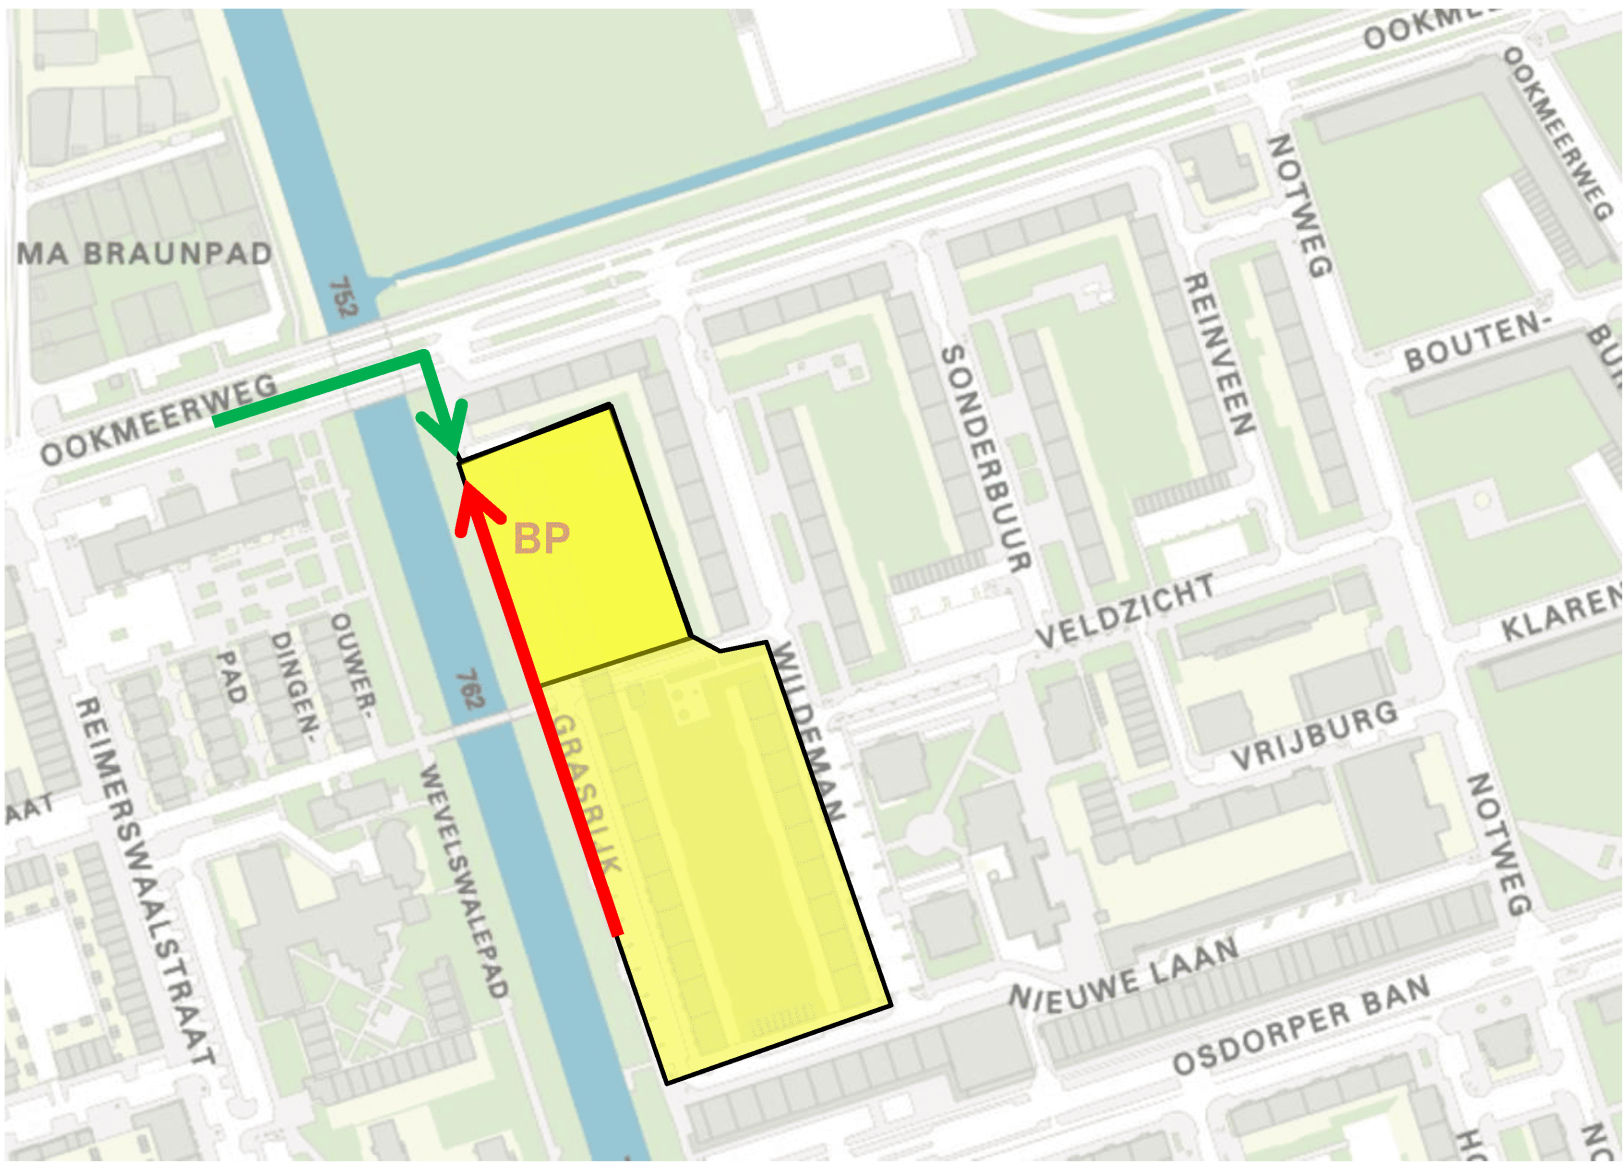 OOKMEERWEG
NOTWEG
MA BRAUNPAD
752
REINVEEN
BOUTEN-
SONDERBUUR
OOKMEERWEG
BP
VELDZICHT
KLAREN
OUWER-
DINGEN-
PAD
762
WILDEMAN
GRASRIJK
VRIJBURG
REIMERSWAALSTRAAT
WEVELSWALEPAD
AAT
NOTWEG
NIEUWE LAAN
OSDORPER BAN